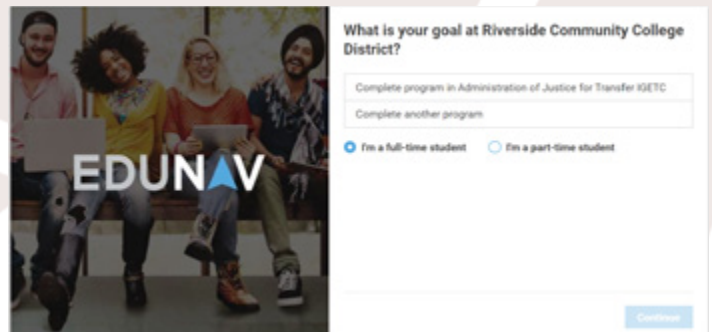 EDUNAV
What is your goal at Riverside Community College
District?
Complete program in Administration of Justice for Transfer IGETC
Complete another program
I'm a full-time student
I'm a part-time student
Continue